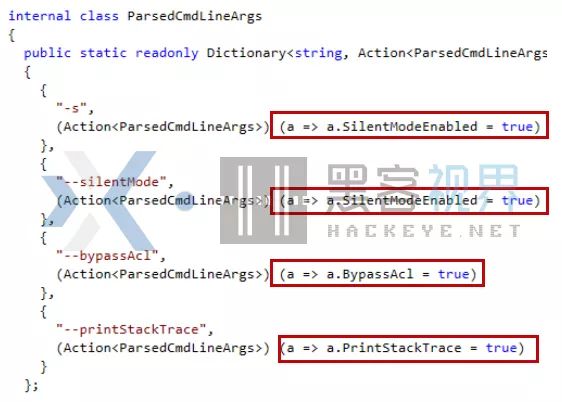 internal class ParsedCmdLineArgs
{
public static readonly Dictionary<string, Action<ParsedCmdLineArgs
{
{
"-s",
(Action<ParsedCmdLineArgs>) (a => a.SilentModeEnabled = true)
},
{
"--silentMode",
(Action<ParsedCmdLineArgs>) (a => a.SilentModeEnabled = true)
},
{
"--bypassAcl",
(Action<ParsedCmdLineArgs>) (a => a.BypassAcl = true)
},
{
"--printStackTrace",
(Action<ParsedCmdLineArgs>) (a => a.PrintStackTrace = true)
}
};
黑客视界
HACKEYE.NET